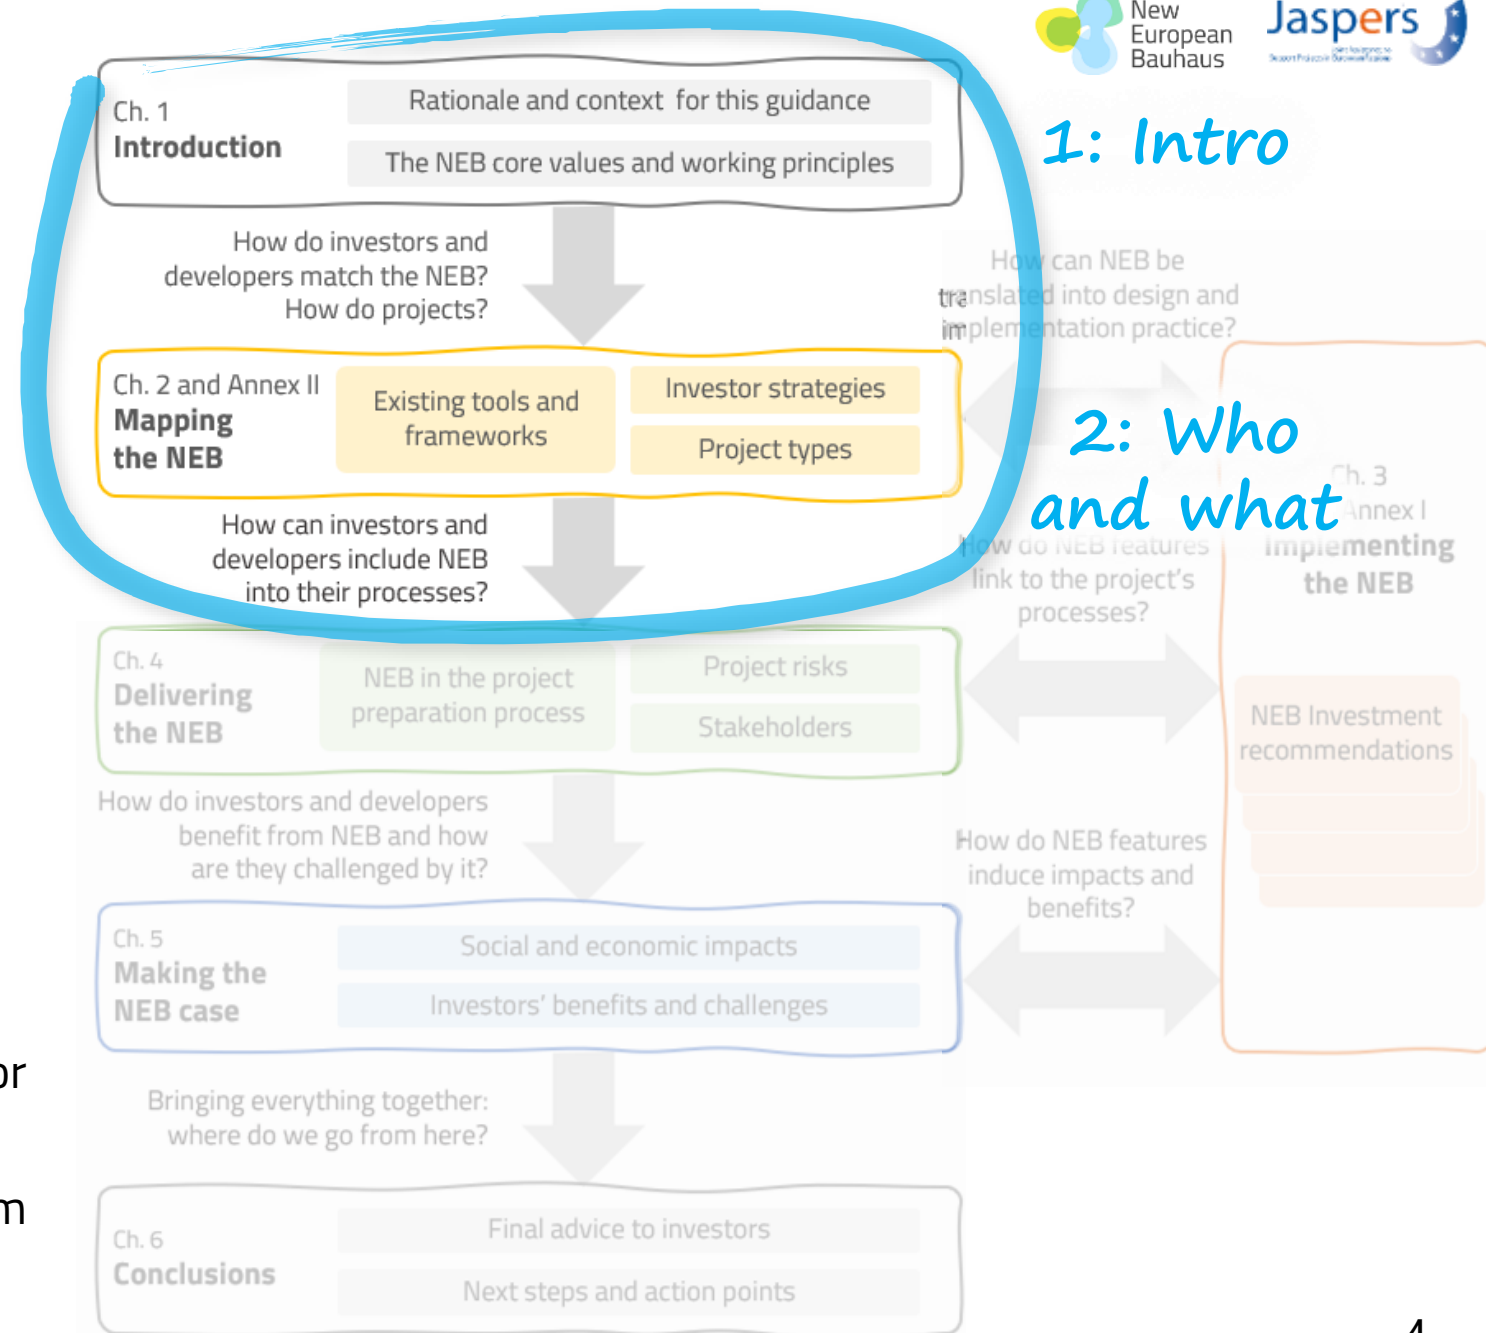 New
European
Bauhaus
Jaspers
Ch. 1
Introduction
Rationale and context for this guidance
The NEB core values and working principles
1: Intro
How do investors and
developers match the NEB?
How do projects?
How can NEB be
translated into design and
implementation practice?
Ch. 2 and Annex II
Mapping
the NEB
Existing tools and
frameworks
Investor strategies
Project types
2: Who
and what
Ch. 3
Annex I
Implementing
the NEB
How can investors and
developers include NEB
into their processes?
How do NEB features
link to the project's
processes?
Ch. 4
Delivering
the NEB
NEB in the project
preparation process
Project risks
Stakeholders
NEB Investment
recommendations
How do investors and developers
benefit from NEB and how
are they challenged by it?
How do NEB features
induce impacts and
benefits?
Ch. 5
Making the
NEB case
Social and economic impacts
Investors' benefits and challenges
or
Bringing everything together:
where do we go from here?
m
Ch. 6
Conclusions
Final advice to investors
Next steps and action points
4